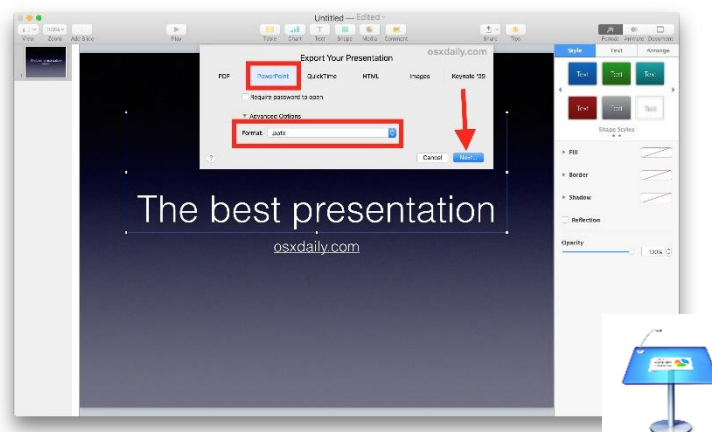 Untitled — Edited
View Zoom Add Slide Play Table Chart Text Shape Media Comment Share Tips Format Animate Document
osxdaily.com
Export Your Presentation
PDF PowerPoint QuickTime HTML Images Keynote '09
Require password to open
Advanced Options
Format: .pptx
? Cancel Next...
The best presentation
osxdaily.com
Style Text Arrange
Text Text Text
Text Text Text
Shape Styles
Fill
Border
Shadow
Reflection
Opacity
100%
1